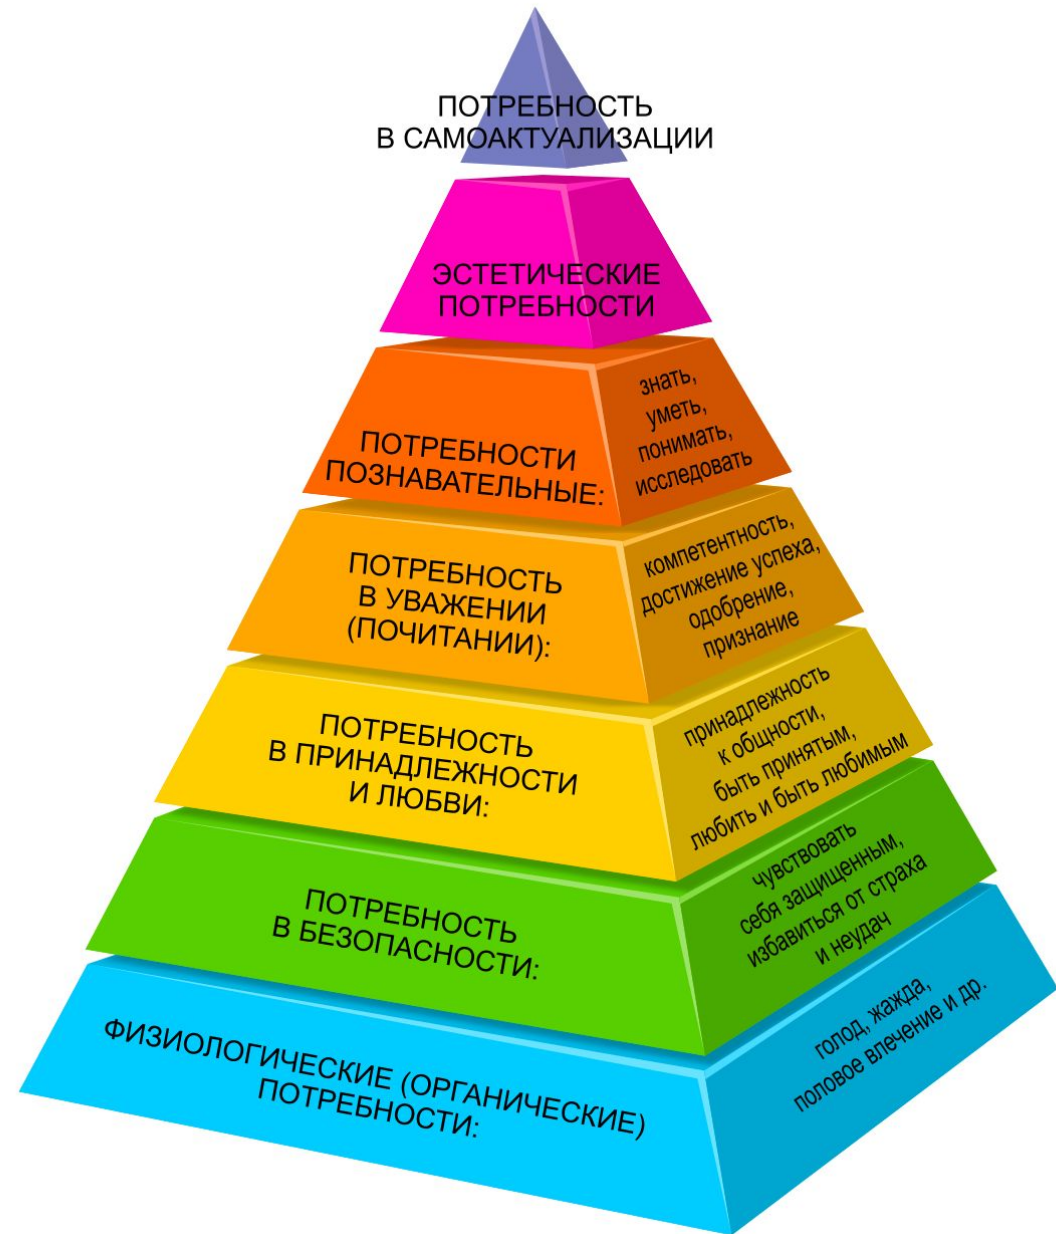 ПОТРЕБНОСТЬ
В САМОАКТУАЛИЗАЦИИ
ЭСТЕТИЧЕСКИЕ
ПОТРЕБНОСТИ
ПОТРЕБНОСТИ
ПОЗНАВАТЕЛЬНЫЕ:
знать,
уметь,
понимать,
исследовать
ПОТРЕБНОСТЬ
В УВАЖЕНИИ
(ПОЧИТАНИИ):
компетентность,
достижение успеха,
одобрение,
признание
ПОТРЕБНОСТЬ
В ПРИНАДЛЕЖНОСТИ
И ЛЮБВИ:
принадлежность
к общности,
быть принятым,
любить и быть любимым
ПОТРЕБНОСТЬ
В БЕЗОПАСНОСТИ:
чувствовать
себя защищенным,
избавиться от страха
и неудач
ФИЗИОЛОГИЧЕСКИЕ (ОРГАНИЧЕСКИЕ)
ПОТРЕБНОСТИ:
голод, жажда,
половое влечение и др.